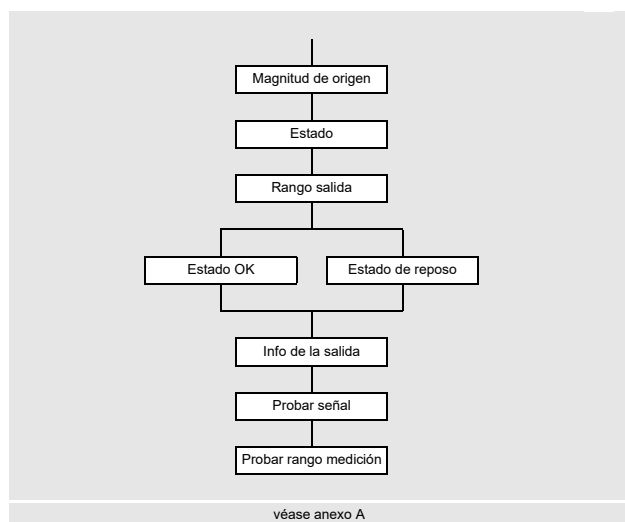 Magnitud de origen
Estado
Rango salida
Estado OK
Estado de reposo
Info de la salida
Probar señal
Probar rango medición
véase anexo A